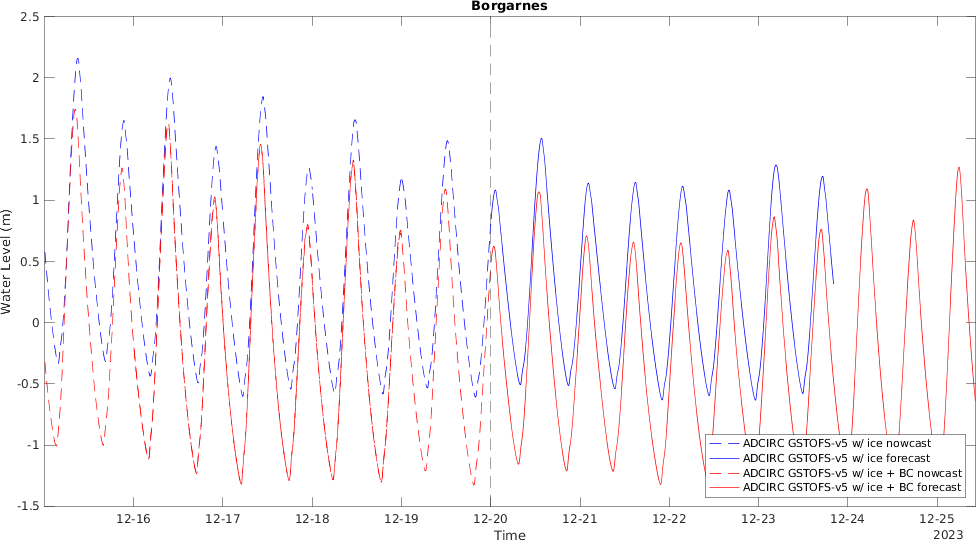 Borgarnes
2.5
2
1.5
1
0.5
0
-0.5
-1
-1.5
Water Level (m)
12-16 12-17 12-18 12-19 12-20 12-21 12-22 12-23 12-24 12-25
Time
2023
ADCIRC GSTOFS-v5 w/ ice nowcast
ADCIRC GSTOFS-v5 w/ ice forecast
ADCIRC GSTOFS-v5 w/ ice + BC nowcast
ADCIRC GSTOFS-v5 w/ ice + BC forecast